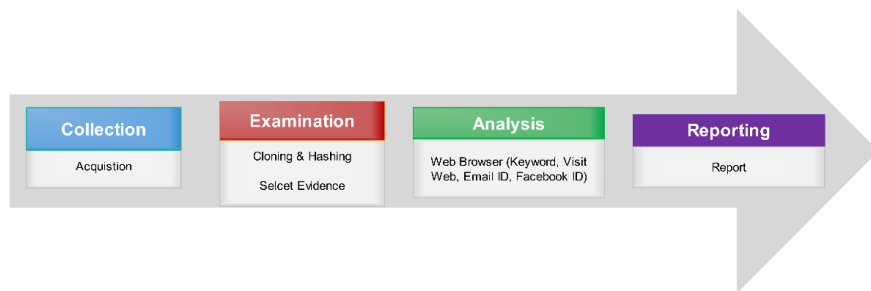 Collection
Acquistion
Examination
Cloning & Hashing
Selcet Evidence
Analysis
Web Browser (Keyword, Visit
Web, Email ID, Facebook ID)
Reporting
Report